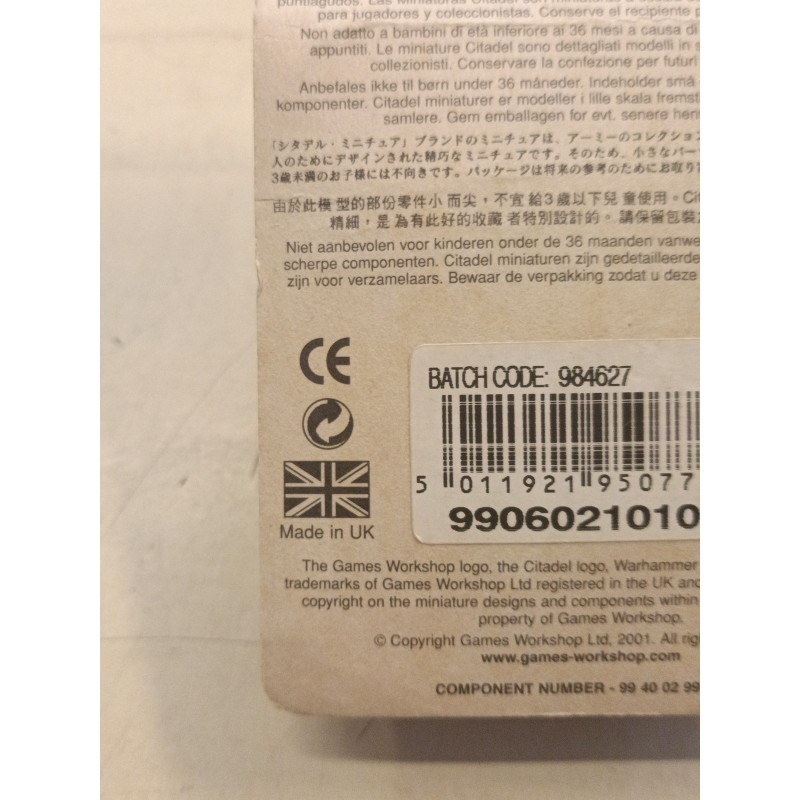 puntiagudos. Las Miniaturas Citadel son miniaturas
para jugadores y coleccionistas. Conserve el recipiente p
Non adatto a bambini di età inferiore ai 36 mesi a causa di
appuntiti. Le miniature Citadel sono dettagliati modelli in s
collezionisti. Conservare la confezione per futuri
Anbefales ikke til børn under 36 måneder. Indeholder små
komponenter. Citadel miniaturer er modeller i lille skala fremst
samlere. Gem emballagen for evt. senere henv
「シタデル・ミニチュア」ブランドのミニチュアは、アーミーのコレクション
人のためにデザインされた精巧なミニチュアです。そのため、小さなパー
3歳未満のお子様には不向きです。パッケージは将来の参考のためにお取り
由於此模型的部份零件小而尖，不宜給3歲以下兒童使用。Cit
精細，是為有此好的收藏者特別設計的。請保留包裝
Niet aanbevolen voor kinderen onder de 36 maanden vanwe
scherpe componenten. Citadel miniaturen zijn gedetailleerde
zijn voor verzamelaars. Bewaar de verpakking zodat u deze
CE
BATCH CODE: 984627
5 011921 95077
9906021010
Made in UK
The Games Workshop logo, the Citadel logo, Warhammer
trademarks of Games Workshop Ltd registered in the UK and
copyright on the miniature designs and components within
property of Games Workshop.
© Copyright Games Workshop Ltd, 2001. All rig
www.games-workshop.com
COMPONENT NUMBER - 99 40 02 99